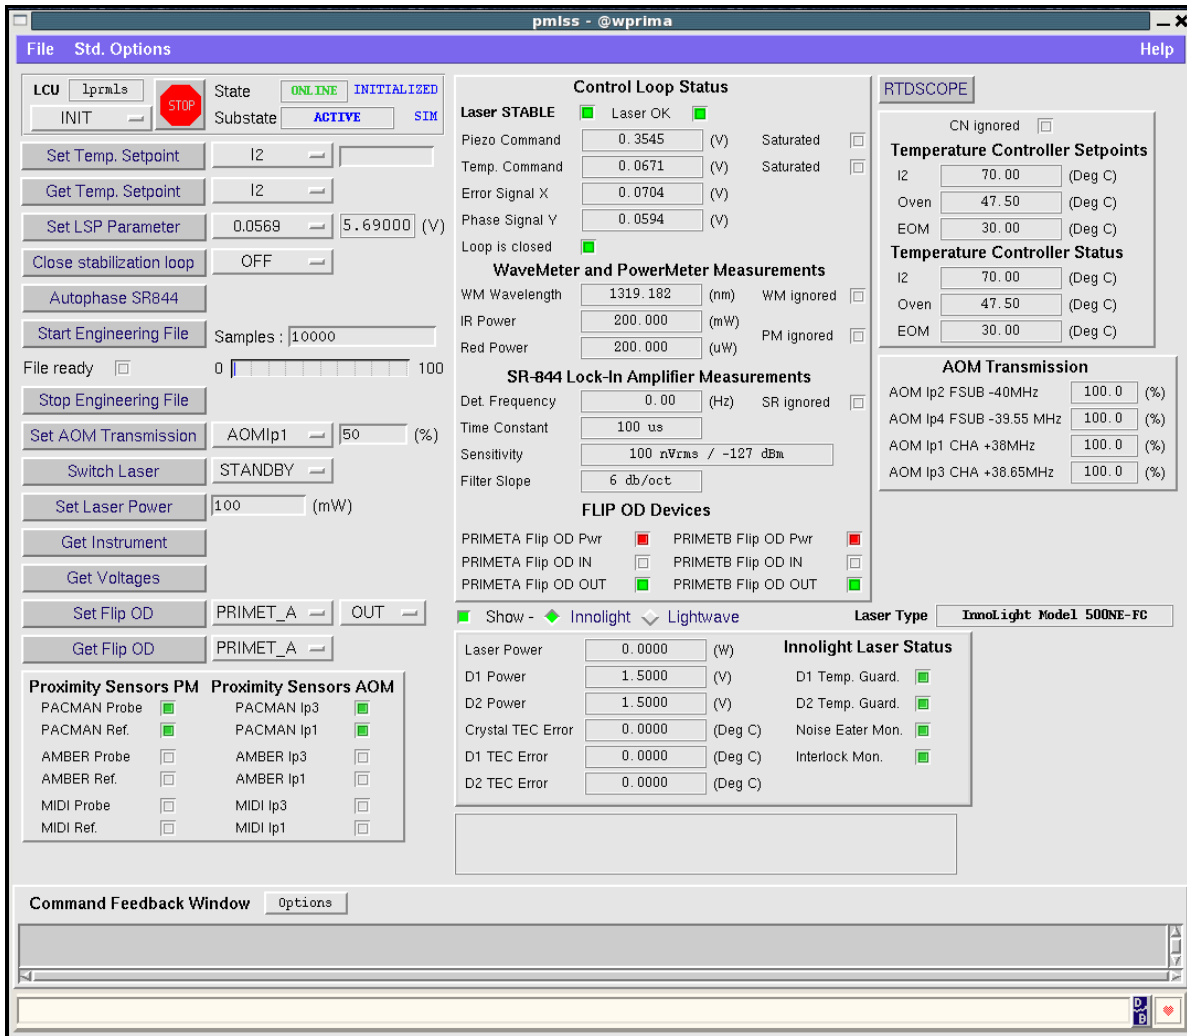 pmlss - @wprima
File Std. Options Help
LCU lprmls STOP State ONLINE INITIALIZED
INIT Substate ACTIVE SIM
Set Temp. Setpoint I2
Get Temp. Setpoint I2
Set LSP Parameter 0.0569 5.69000 (V)
Close stabilization loop OFF
Autophase SR844
Start Engineering File Samples : 10000
File ready 0 100
Stop Engineering File
Set AOM Transmission AOMIp1 50 (%)
Switch Laser STANDBY
Set Laser Power 100 (mW)
Get Instrument
Get Voltages
Set Flip OD PRIMET_A OUT
Get Flip OD PRIMET_A
Proximity Sensors PM Proximity Sensors AOM
PACMAN Probe PACMAN Ip3
PACMAN Ref. PACMAN Ip1
AMBER Probe AMBER Ip3
AMBER Ref. AMBER Ip1
MIDI Probe MIDI Ip3
MIDI Ref. MIDI Ip1
Control Loop Status
Laser STABLE Laser OK
Piezo Command 0.3545 (V) Saturated
Temp. Command 0.0671 (V) Saturated
Error Signal X 0.0704 (V)
Phase Signal Y 0.0594 (V)
Loop is closed
WaveMeter and PowerMeter Measurements
WM Wavelength 1319.182 (nm) WM ignored
IR Power 200.000 (mW)
PM ignored
Red Power 200.000 (uW)
SR-844 Lock-In Amplifier Measurements
Det. Frequency 0.00 (Hz) SR ignored
Time Constant 100 us
Sensitivity 100 nVrms / -127 dBm
Filter Slope 6 db/oct
FLIP OD Devices
PRIMETA Flip OD Pwr PRIMETB Flip OD Pwr
PRIMETA Flip OD IN PRIMETB Flip OD IN
PRIMETA Flip OD OUT PRIMETB Flip OD OUT
Show - Innolight Lightwave Laser Type InnoLight Model 500NE-FC
Laser Power 0.0000 (W) Innolight Laser Status
D1 Power 1.5000 (V) D1 Temp. Guard.
D2 Power 1.5000 (V) D2 Temp. Guard.
Crystal TEC Error 0.0000 (Deg C) Noise Eater Mon.
D1 TEC Error 0.0000 (Deg C) Interlock Mon.
D2 TEC Error 0.0000 (Deg C)
RTDSCOPE
CN ignored
Temperature Controller Setpoints
I2 70.00 (Deg C)
Oven 47.50 (Deg C)
EOM 30.00 (Deg C)
Temperature Controller Status
I2 70.00 (Deg C)
Oven 47.50 (Deg C)
EOM 30.00 (Deg C)
AOM Transmission
AOM Ip2 FSUB -40MHz 100.0 (%)
AOM Ip4 FSUB -39.55 MHz 100.0 (%)
AOM Ip1 CHA +38MHz 100.0 (%)
AOM Ip3 CHA +38.65MHz 100.0 (%)
Command Feedback Window Options